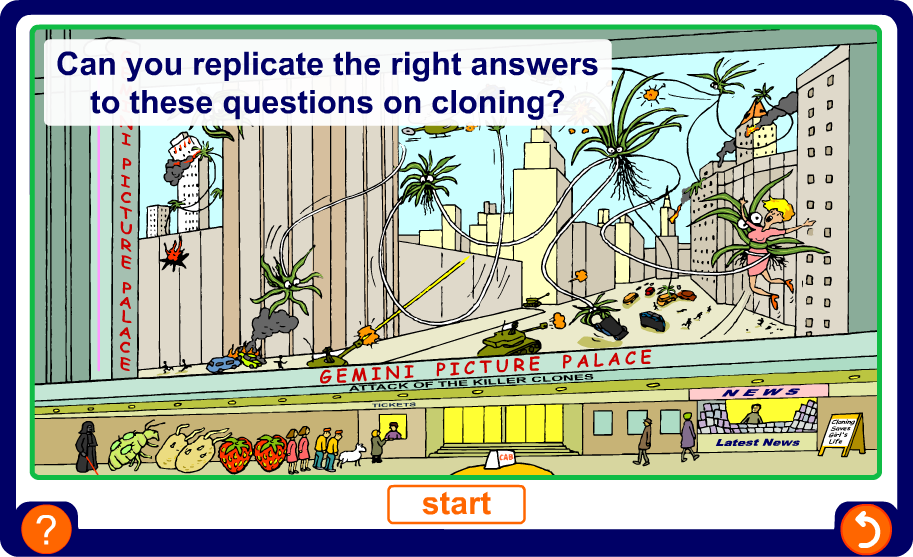 Can you replicate the right answers
to these questions on cloning?
NI PICTURE PALACE
GEMINI PICTURE PALACE
ATTACK OF THE KILLER CLONES
TICKETS
NEWS
Latest News
Cloning
Saves
Girl's
Life
CAB
start
?